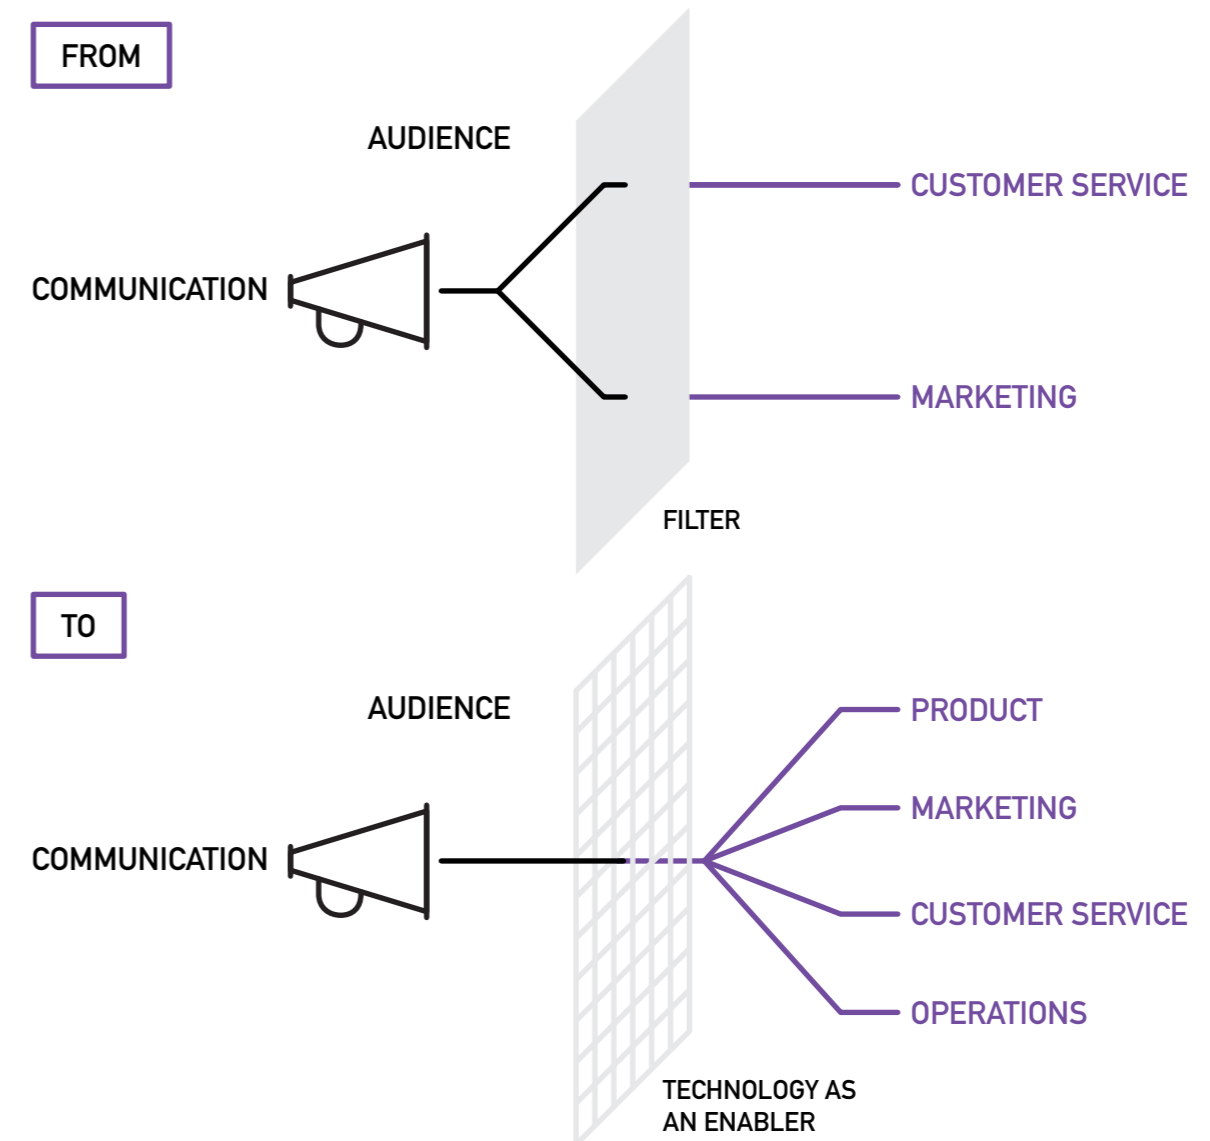 FROM
AUDIENCE
CUSTOMER SERVICE
COMMUNICATION
MARKETING
FILTER
TO
AUDIENCE
PRODUCT
MARKETING
COMMUNICATION
CUSTOMER SERVICE
OPERATIONS
TECHNOLOGY AS
AN ENABLER